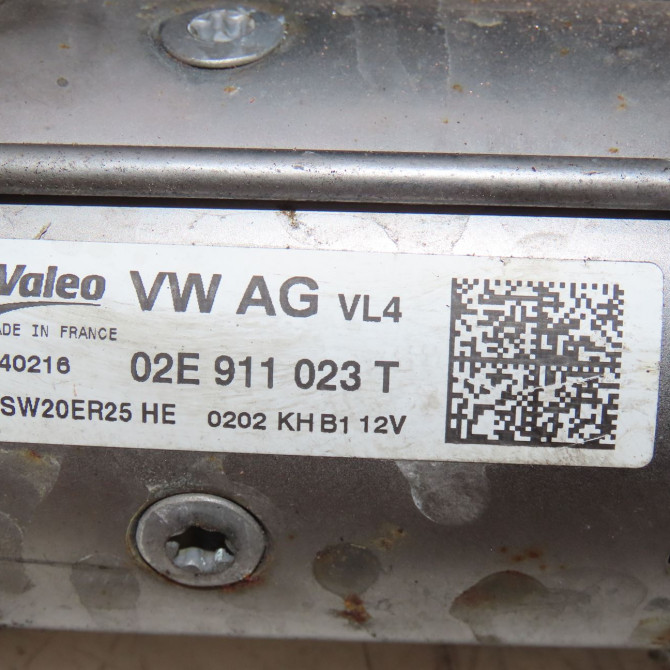 Valeo VW AG VL4
ADE IN FRANCE
40216 02E 911 023 T
SW20ER25 HE 0202 KH B1 12V